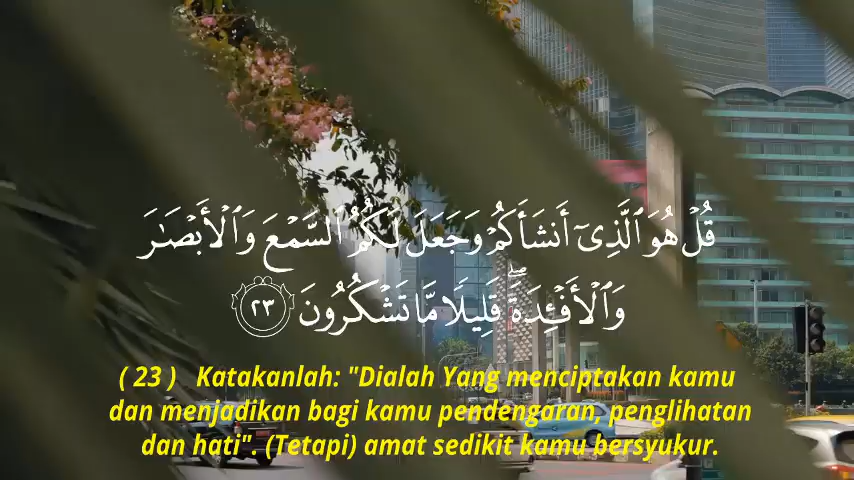 قُلْ هُوَ ٱلَّذِىٓ أَنشَأَكُمْ وَجَعَلَ لَكُمُ ٱلسَّمْعَ وَٱلْأَبْصَٰرَ
وَٱلْأَفْـِٔدَةَ ۖ قَلِيلًا مَّا تَشْكُرُونَ ٢٣
( 23 ) Katakanlah: "Dialah Yang menciptakan kamu
dan menjadikan bagi kamu pendengaran, penglihatan
dan hati". (Tetapi) amat sedikit kamu bersyukur.